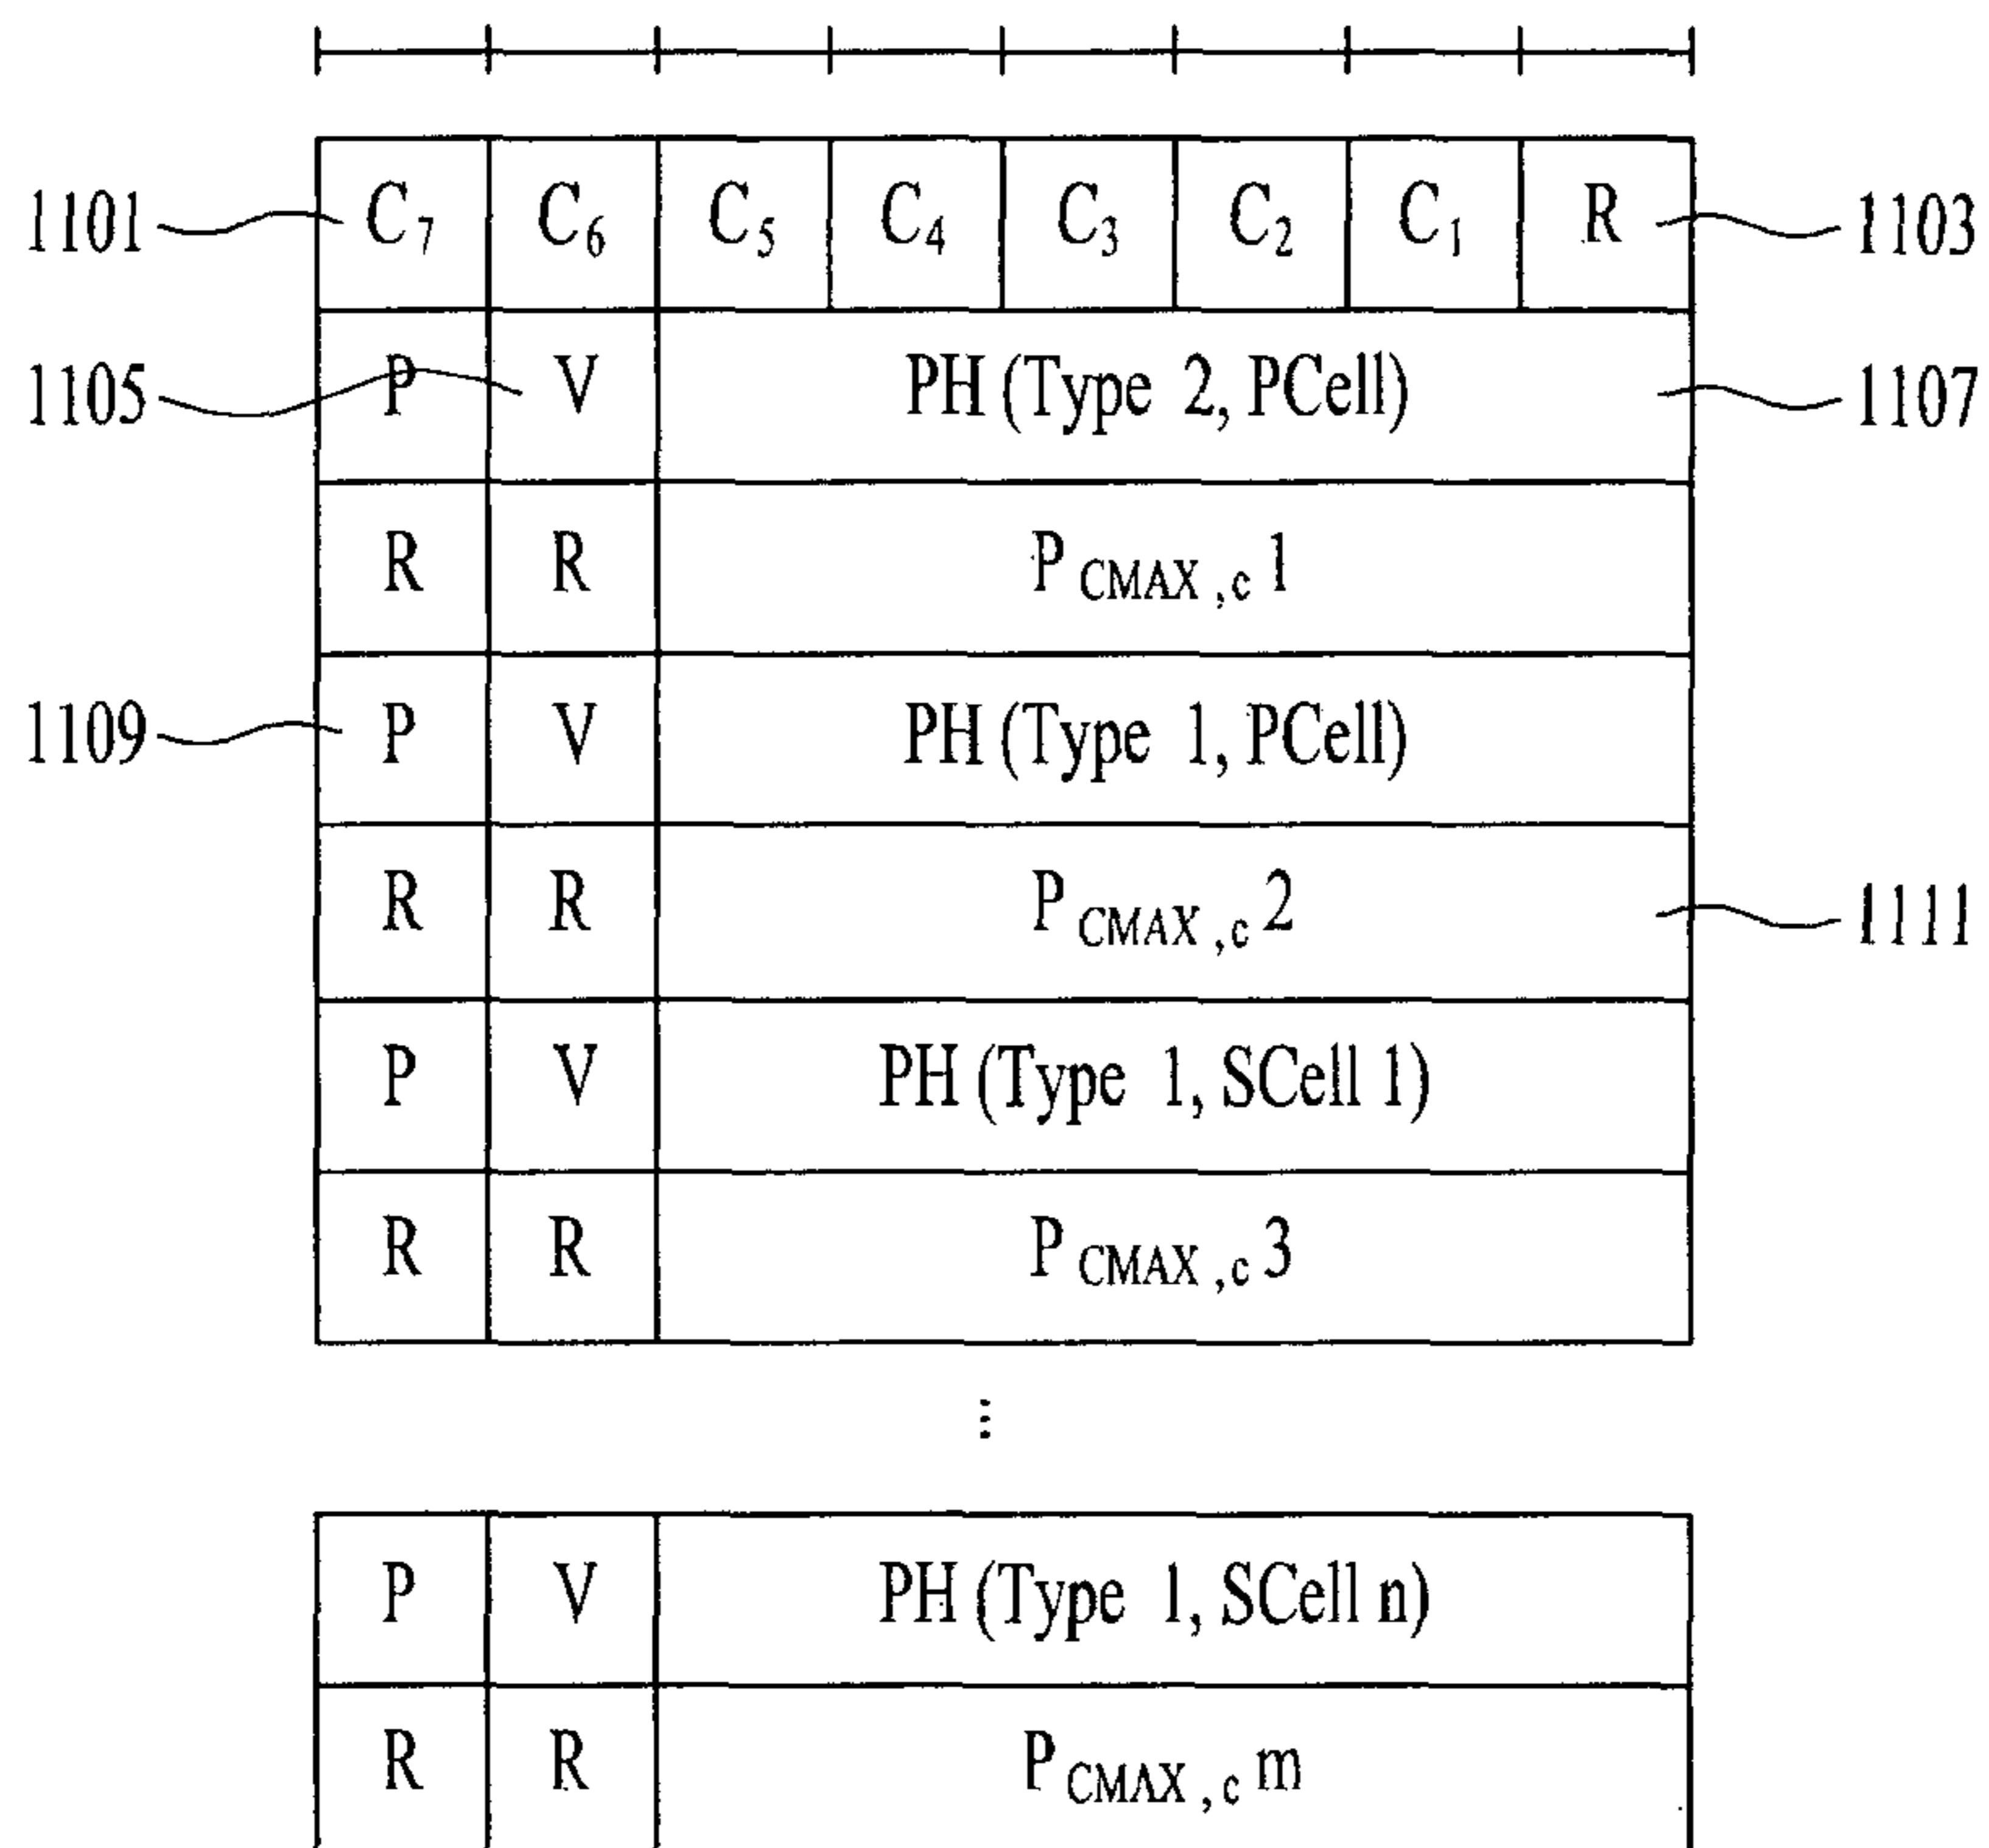 1101 C7 C6 C5 C4 C3 C2 C1 R 1103
1105 P V PH (Type 2, PCell) 1107
R R PCMAX,c 1
1109 P V PH (Type 1, PCell)
R R PCMAX,c 2 1111
P V PH (Type 1, SCell 1)
R R PCMAX,c 3
⋮
P V PH (Type 1, SCell n)
R R PCMAX,c m